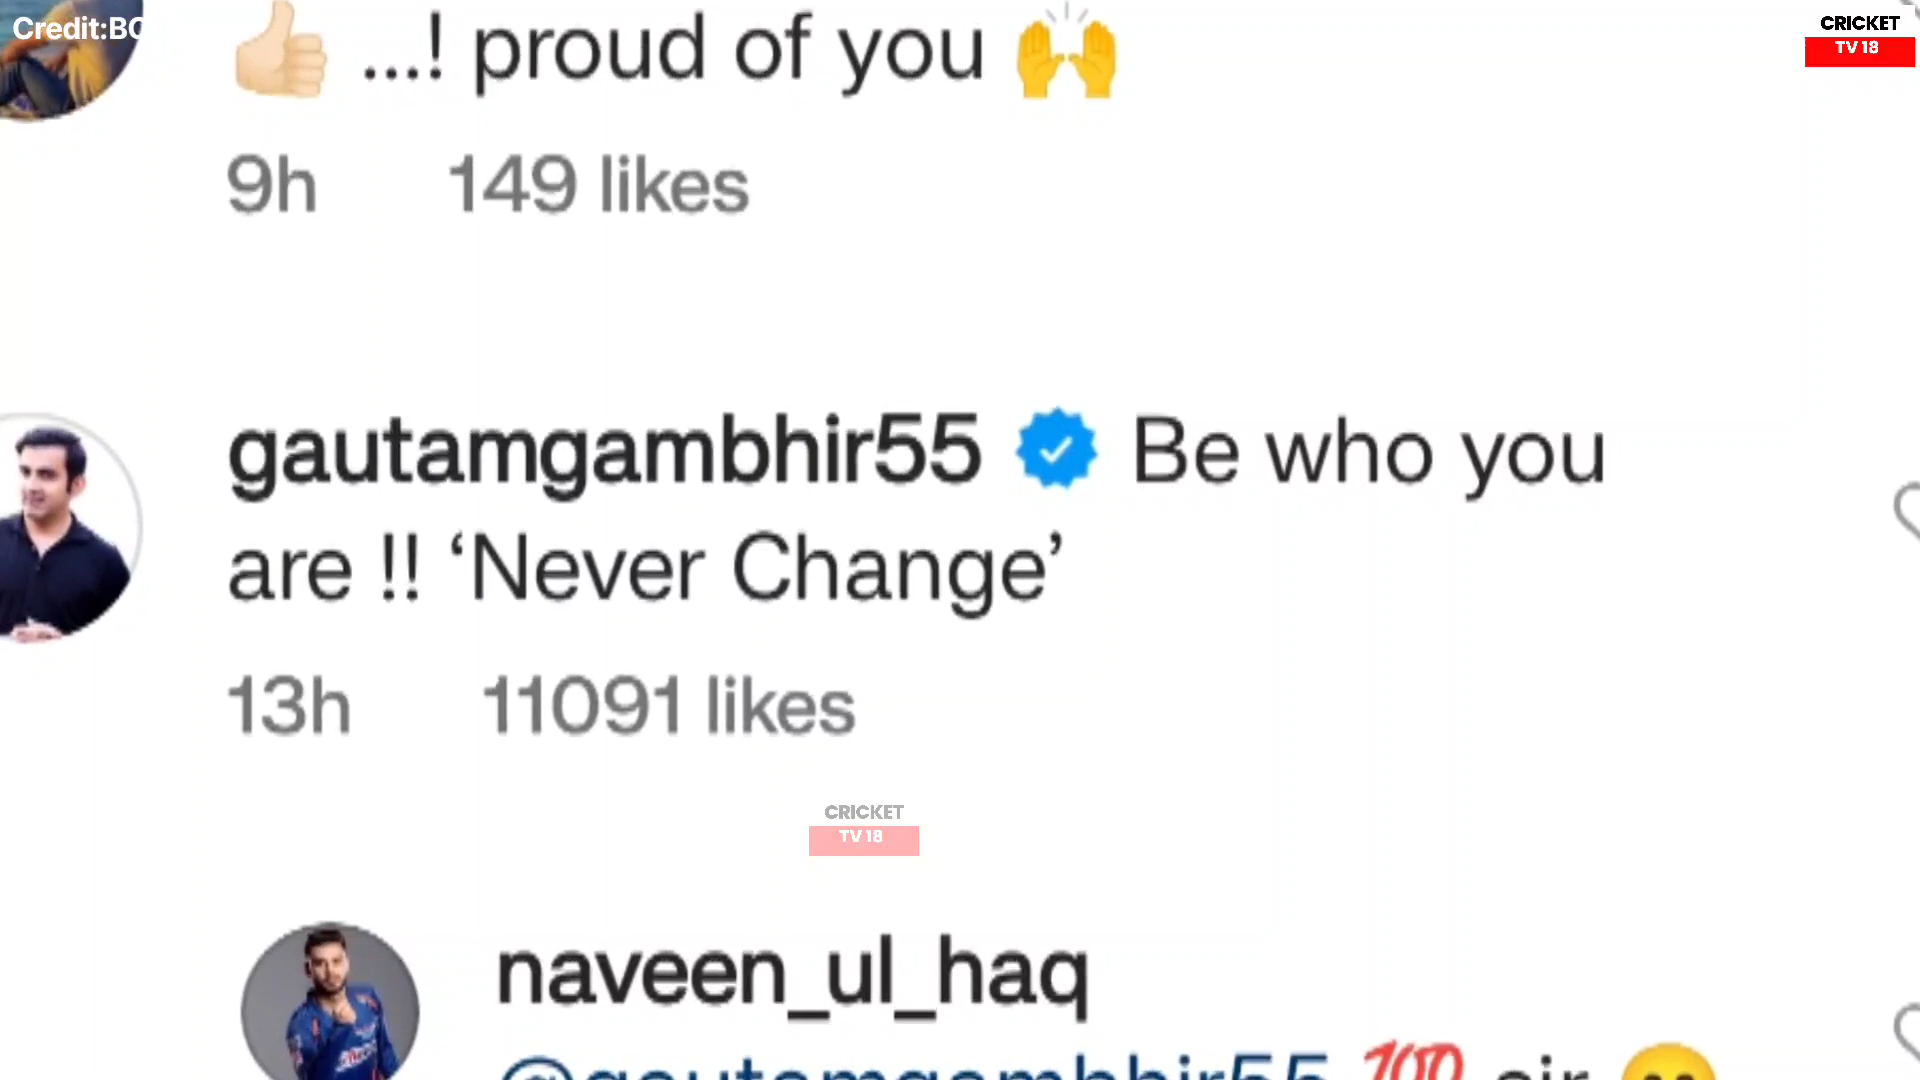 Credit:BC
CRICKET
TV 18
👍🏻 ...! proud of you 🙌
9h 149 likes
gautamgambhir55 Be who you
are !! ‘Never Change’
13h 11091 likes
CRICKET
TV 18
naveen_ul_haq
@gautamgambhir55 💯 sir